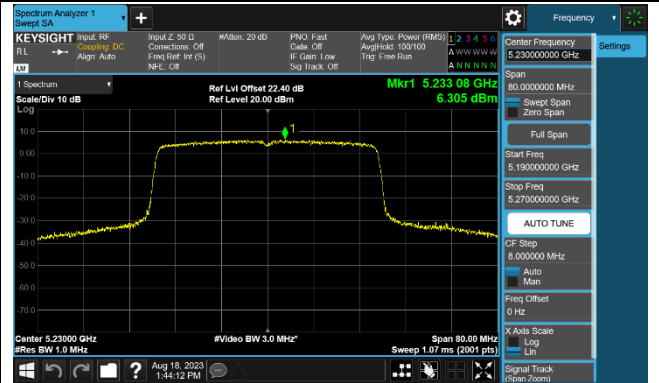 Spectrum Analyzer 1
Swept SA
+
Frequency
KEYSIGHT
RL
LXI
Input: RF
Coupling: DC
Align: Auto
Input Z: 50 Ω
Corrections: Off
Freq Ref: Int (S)
NFE: Off
#Atten: 20 dB
PNO: Fast
Gate: Off
IF Gain: Low
Sig Track: Off
Avg Type: Power (RMS)
Avg|Hold: 100/100
Trig: Free Run
1 2 3 4 5 6
A W W W W W
A N N N N N
1 Spectrum
Scale/Div 10 dB
Log
Ref Lvl Offset 22.40 dB
Ref Level 20.00 dBm
Mkr1 5.233 08 GHz
6.305 dBm
1
10.0
0.00
-10.0
-20.0
-30.0
-40.0
-50.0
-60.0
-70.0
Center 5.23000 GHz
#Res BW 1.0 MHz
#Video BW 3.0 MHz*
Span 80.00 MHz
Sweep 1.07 ms (2001 pts)
Center Frequency
5.230000000 GHz
Settings
Span
80.0000000 MHz
Swept Span
Zero Span
Full Span
Start Freq
5.190000000 GHz
Stop Freq
5.270000000 GHz
AUTO TUNE
CF Step
8.000000 MHz
Auto
Man
Freq Offset
0 Hz
X Axis Scale
Log
Lin
Signal Track
(Span Zoom)
?
Aug 18, 2023
1:44:12 PM